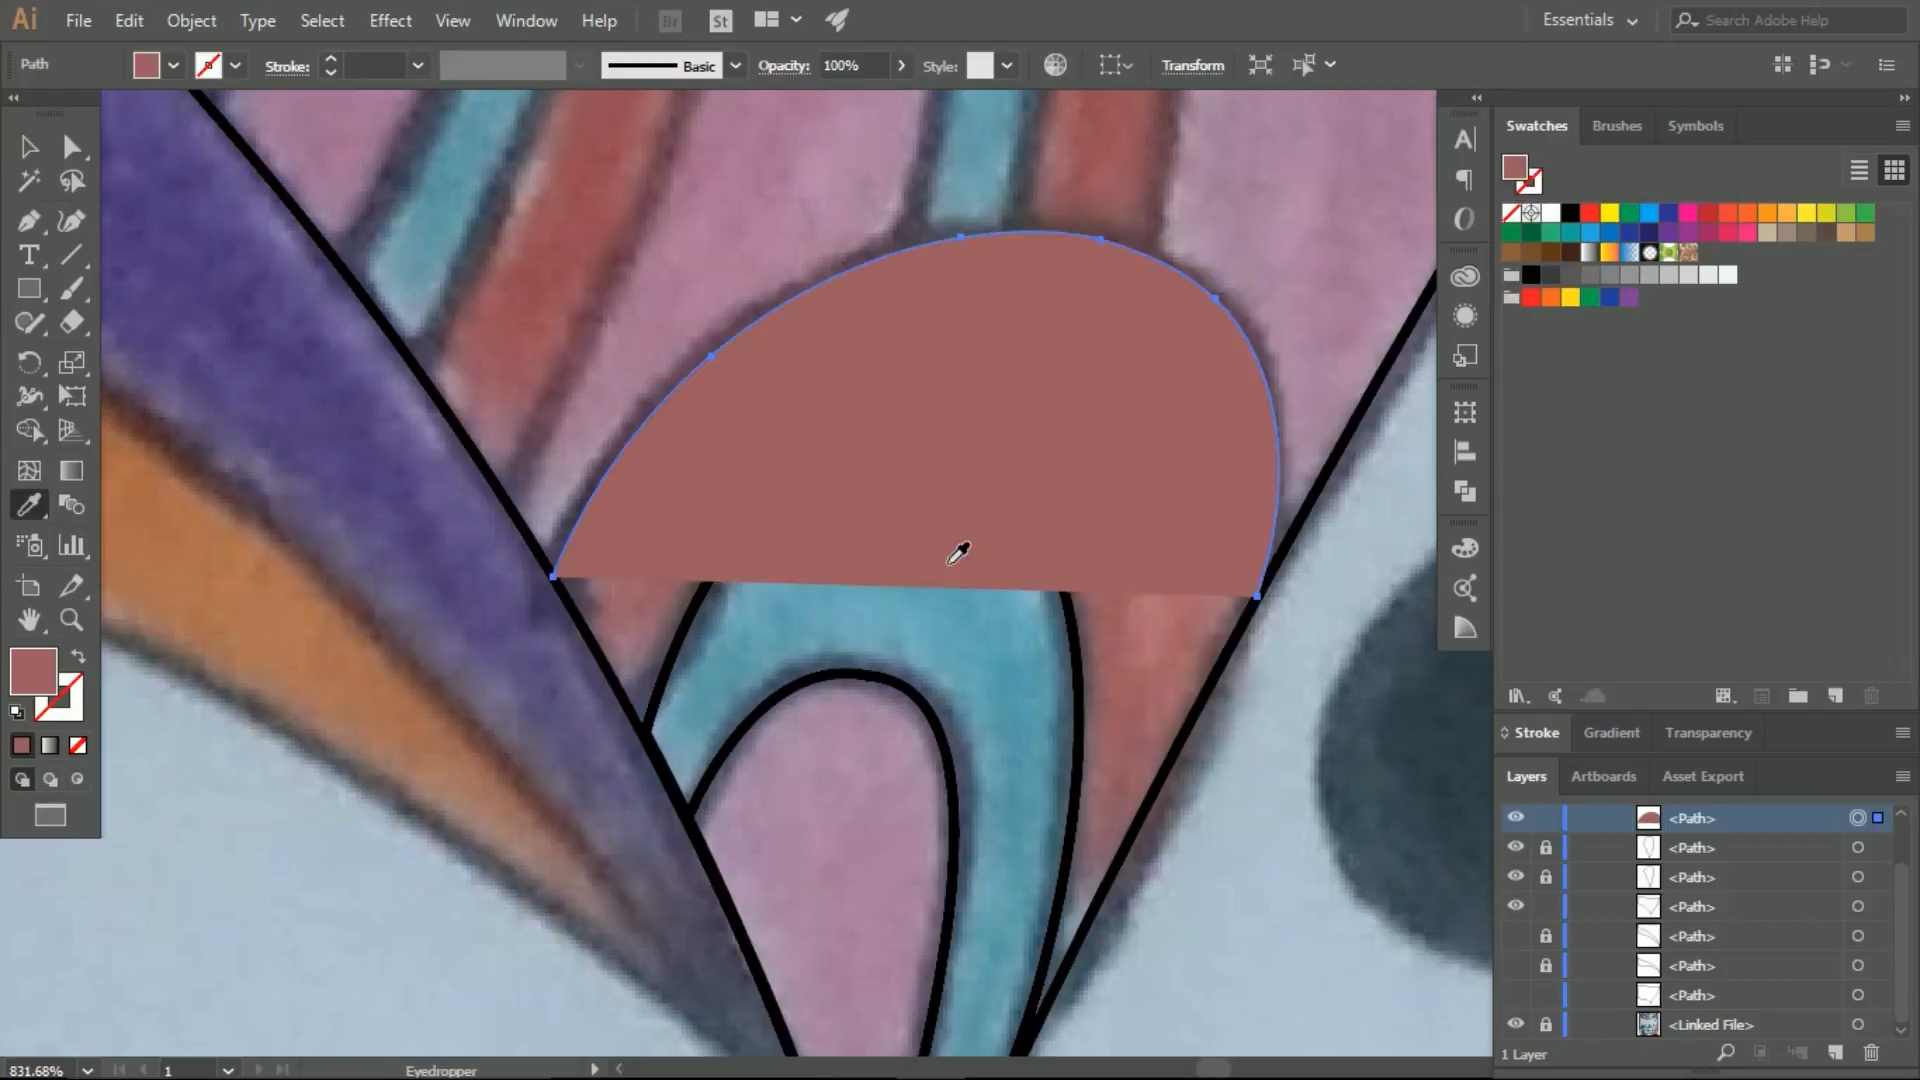 Ai File Edit Object Type Select Effect View Window Help Br St Essentials Search Adobe Help
Path Stroke: Basic Opacity: 100% Style: Transform
Swatches Brushes Symbols
Stroke Gradient Transparency
Layers Artboards Asset Export
<Path>
<Path>
<Path>
<Path>
<Path>
<Path>
<Path>
<Linked File>
1 Layer
831.68% 1 Eyedropper